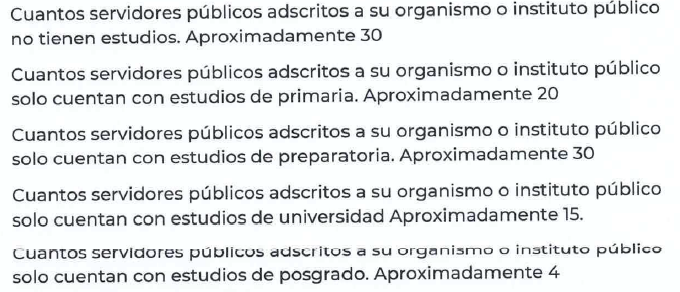 Cuantos servidores públicos adscritos a su organismo o instituto público
no tienen estudios. Aproximadamente 30
Cuantos servidores públicos adscritos a su organismo o instituto público
solo cuentan con estudios de primaria. Aproximadamente 20
Cuantos servidores públicos adscritos a su organismo o instituto público
solo cuentan con estudios de preparatoria. Aproximadamente 30
Cuantos servidores públicos adscritos a su organismo o instituto público
solo cuentan con estudios de universidad Aproximadamente 15.
Cuantos servidores públicos adscritos a su organismo o instituto público
solo cuentan con estudios de posgrado. Aproximadamente 4